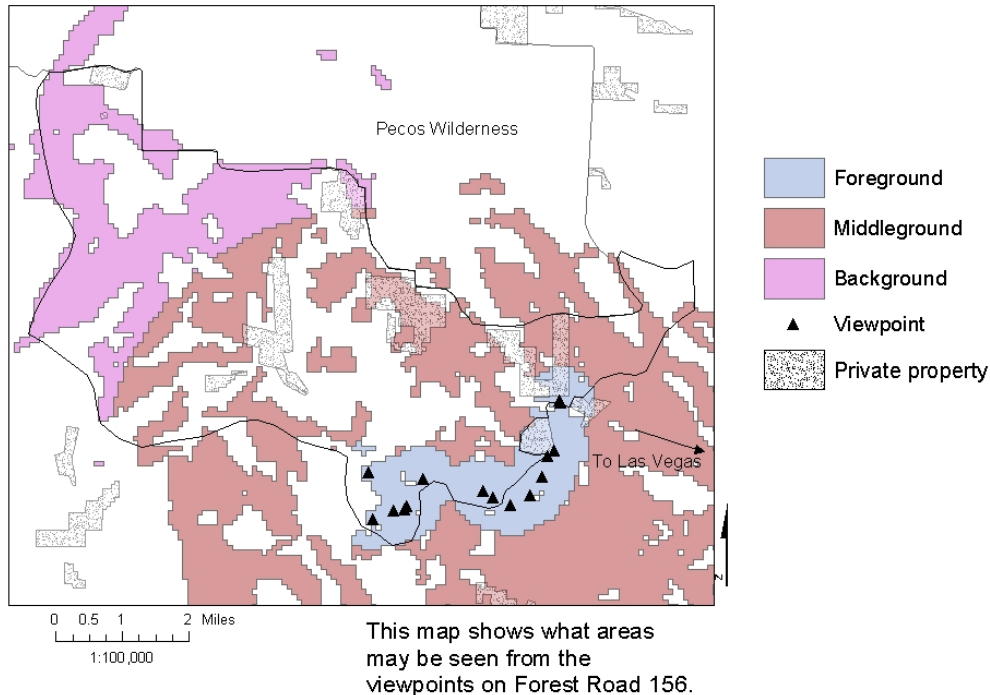 Pecos Wilderness
Foreground
Middleground
Background
Viewpoint
Private property
To Las Vegas
N
0 0.5 1 2 Miles
1:100,000
This map shows what areas
may be seen from the
viewpoints on Forest Road 156.